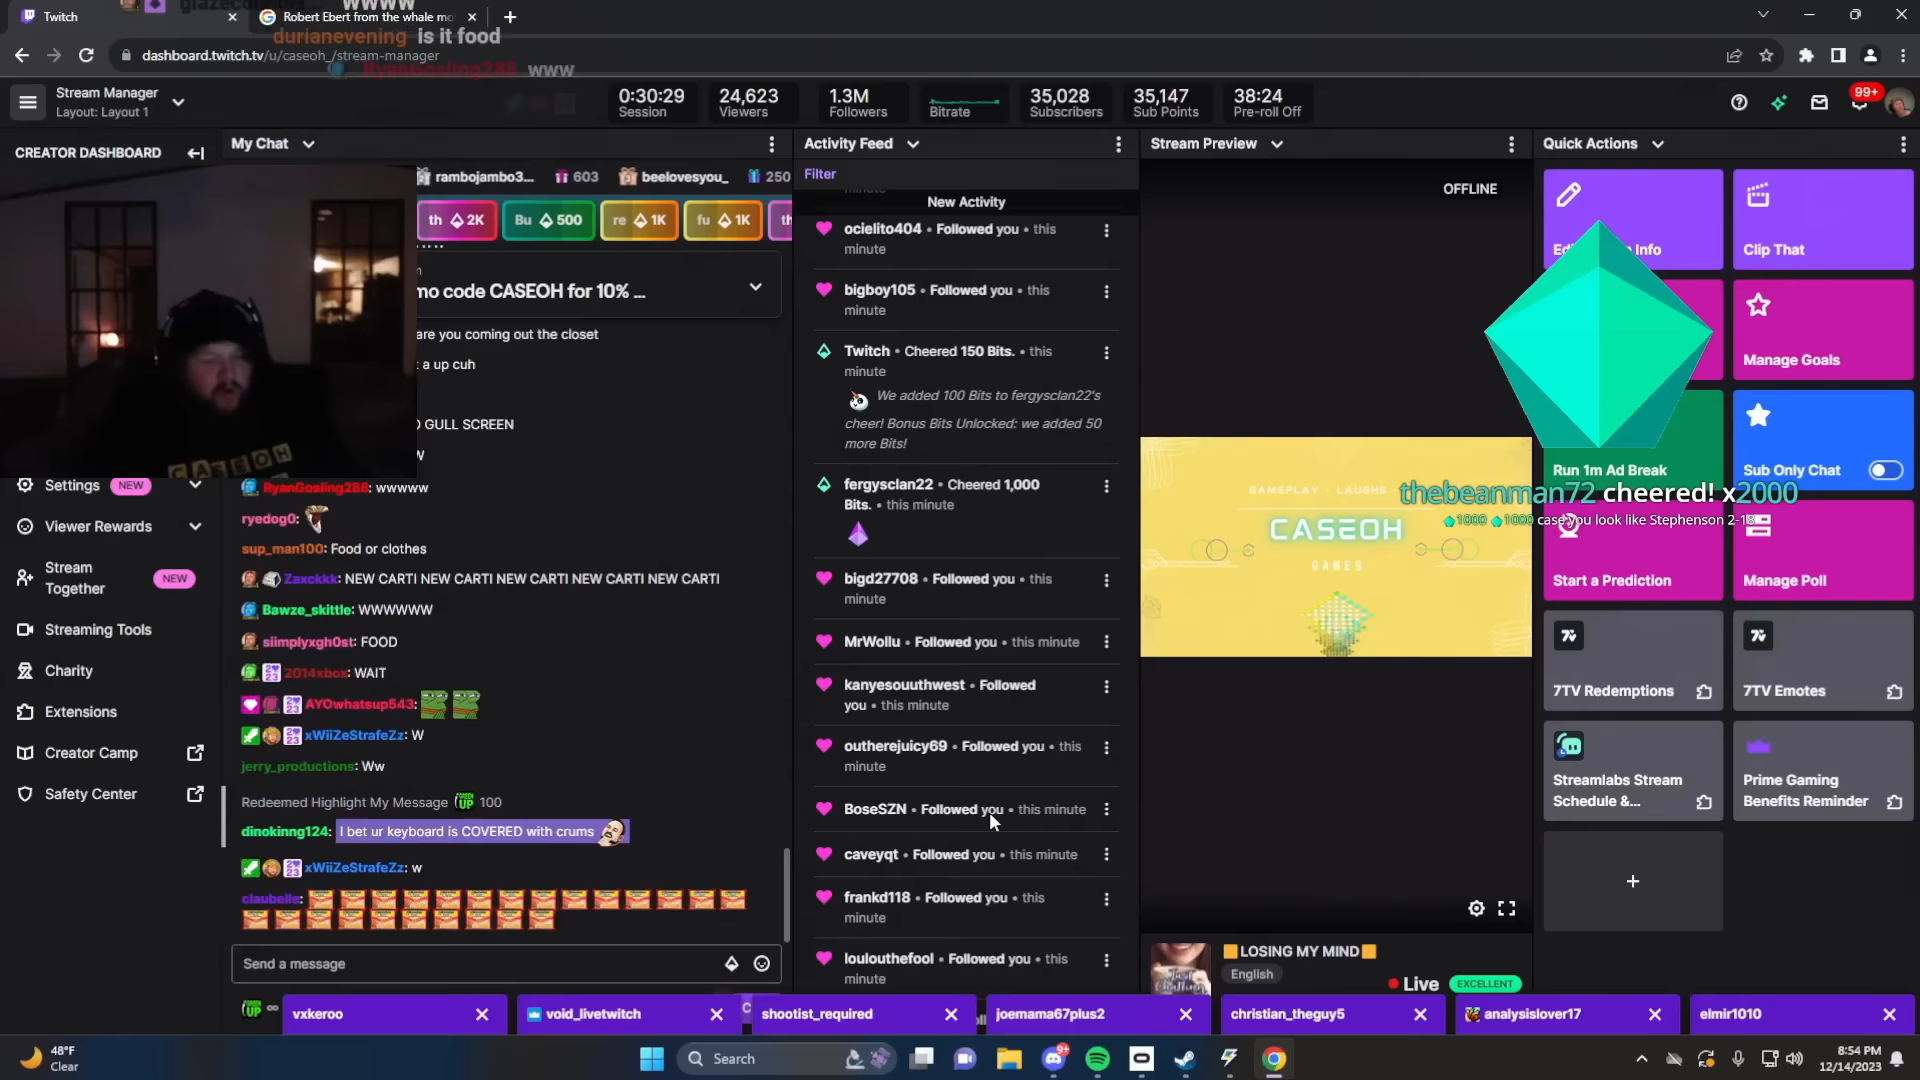 Twitch
Robert Ebert from the whale mo
WWWW
durianevening is it food
dashboard.twitch.tv/u/caseoh_/stream-manager
RyanGosling288 www
Stream Manager
Layout: Layout 1
0:30:29
Session
24,623
Viewers
1.3M
Followers
Bitrate
35,028
Subscribers
35,147
Sub Points
38:24
Pre-roll Off
99+
CREATOR DASHBOARD
CASEOH
Settings NEW
Viewer Rewards
Stream
Together NEW
Streaming Tools
Charity
Extensions
Creator Camp
Safety Center
My Chat
rambojambo3... 603 beelovesyou_ 250
th 2K Bu 500 re 1K fu 1K th
mo code CASEOH for 10% ...
are you coming out the closet
a up cuh
GULL SCREEN
RyanGosling288: wwwww
ryedog0:
sup_man100: Food or clothes
Zaxckkk: NEW CARTI NEW CARTI NEW CARTI NEW CARTI NEW CARTI
Bawze_skittle: WWWWWW
siimplyxgh0st: FOOD
2014xbox: WAIT
AYOwhatsup543:
xWiiZeStrafeZz: W
jerry_productions: Ww
Redeemed Highlight My Message 100
dinokinng124: I bet ur keyboard is COVERED with crums
xWiiZeStrafeZz: w
claubelle:
Send a message
Activity Feed
Filter
New Activity
ocielito404 • Followed you • this
minute
bigboy105 • Followed you • this
minute
Twitch • Cheered 150 Bits. • this
minute
We added 100 Bits to fergysclan22's
cheer! Bonus Bits Unlocked: we added 50
more Bits!
fergysclan22 • Cheered 1,000
Bits. • this minute
bigd27708 • Followed you • this
minute
MrWollu • Followed you • this minute
kanyesouuthwest • Followed
you • this minute
outherejuicy69 • Followed you • this
minute
BoseSZN • Followed you • this minute
caveyqt • Followed you • this minute
frankd118 • Followed you • this
minute
loulouthefool • Followed you • this
minute
Stream Preview
OFFLINE
GAMEPLAY · LAUGHS
CASEOH
GAMES
LOSING MY MIND
English
Live EXCELLENT
Quick Actions
Info
Clip That
Manage Goals
Run 1m Ad Break
Sub Only Chat
thebeanman72 cheered! x2000
1000 1000 case you look like Stephenson 2-18
Start a Prediction
Manage Poll
7TV Redemptions
7TV Emotes
Streamlabs Stream
Schedule &...
Prime Gaming
Benefits Reminder
vxkeroo
void_livetwitch
shootist_required
joemama67plus2
christian_theguy5
analysislover17
elmir1010
48°F
Clear
Search
8:54 PM
12/14/2023